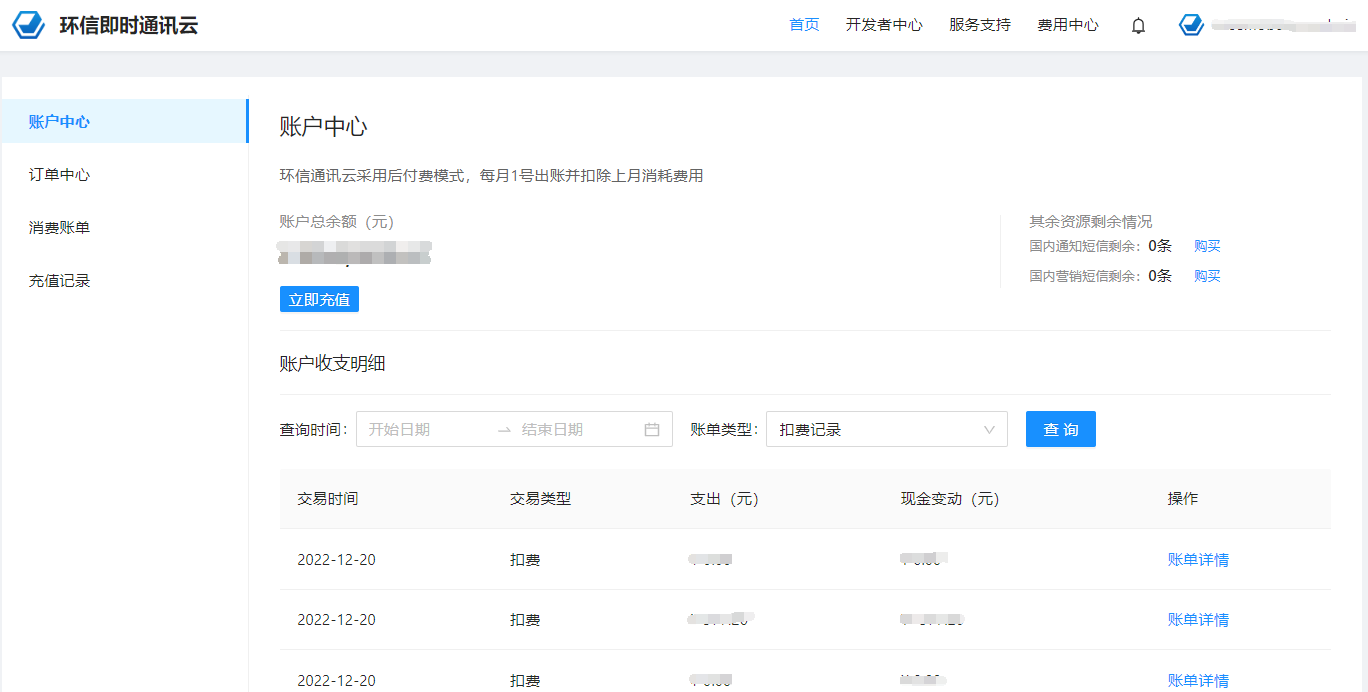 环信即时通讯云
首页 开发者中心 服务支持 费用中心
账户中心
订单中心
消费账单
充值记录
账户中心
环信通讯云采用后付费模式，每月1号出账并扣除上月消耗费用
账户总余额（元）
立即充值
其余资源剩余情况
国内通知短信剩余：0条 购买
国内营销短信剩余：0条 购买
账户收支明细
查询时间： 开始日期 → 结束日期 账单类型： 扣费记录 查 询
交易时间 交易类型 支出（元） 现金变动（元） 操作
2022-12-20 扣费 账单详情
2022-12-20 扣费 账单详情
2022-12-20 扣费 账单详情